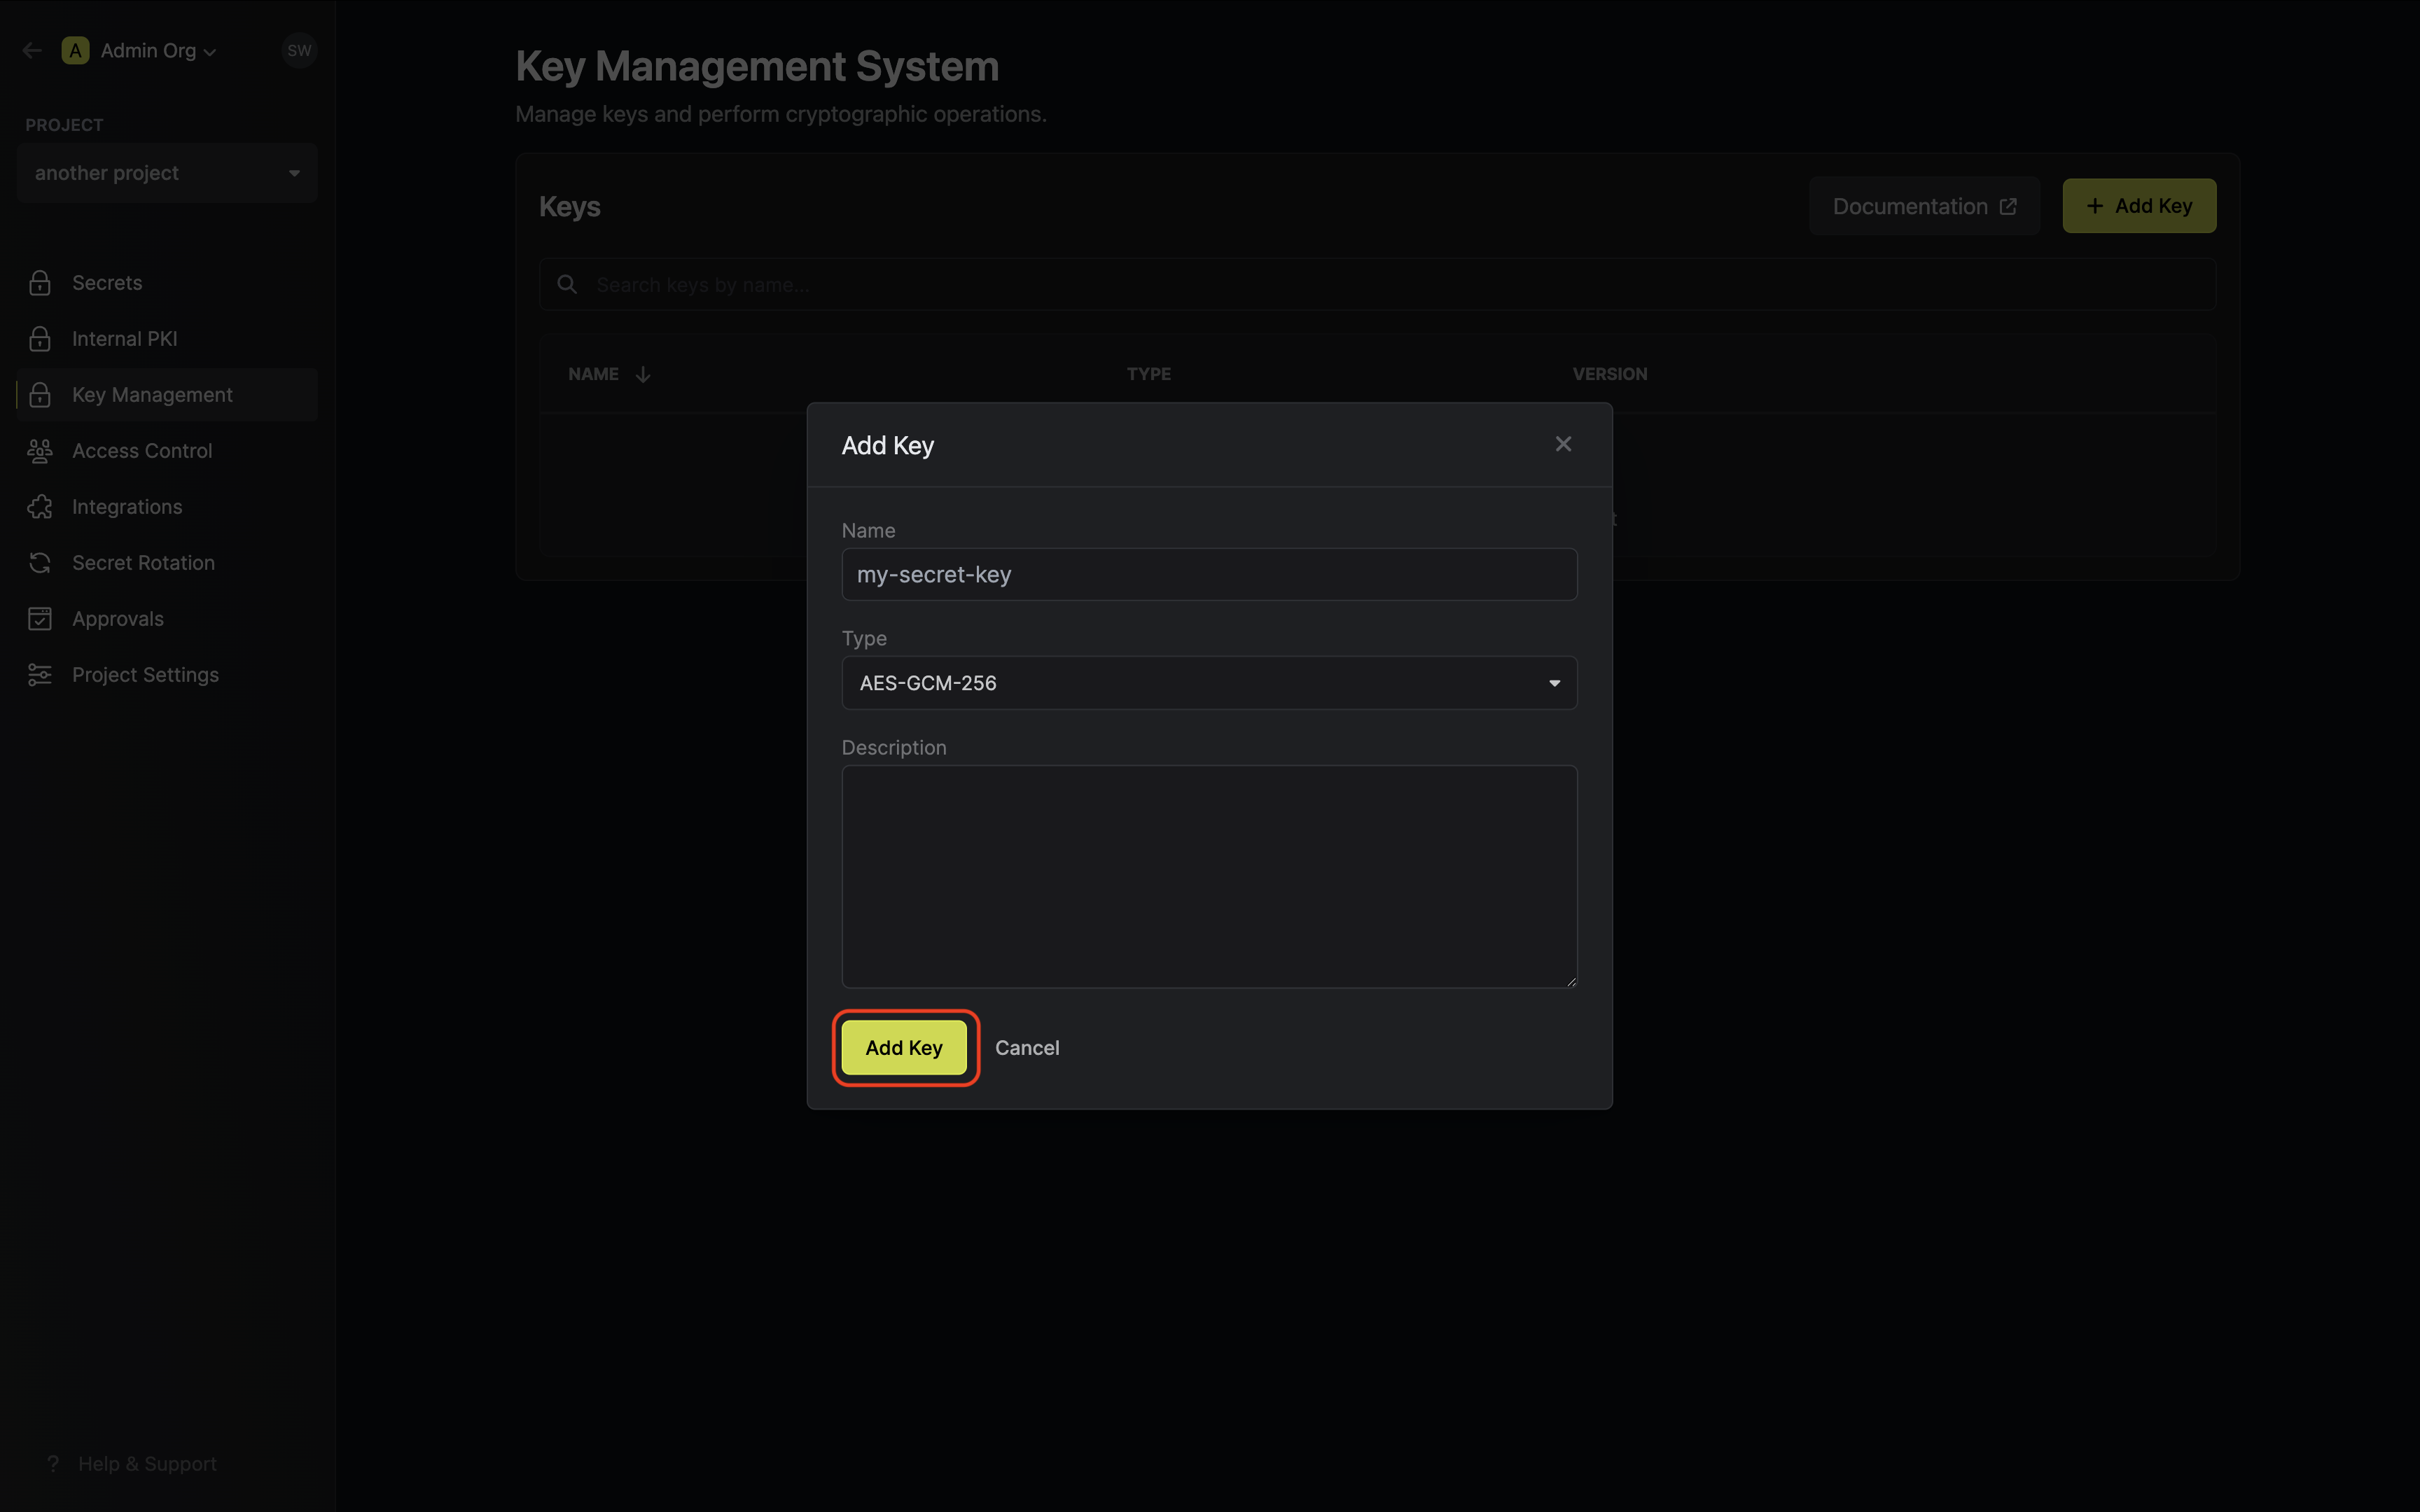 A Admin Org SW
PROJECT
another project
Secrets
Internal PKI
Key Management
Access Control
Integrations
Secret Rotation
Approvals
Project Settings
? Help & Support
Key Management System
Manage keys and perform cryptographic operations.
Keys
Documentation
+ Add Key
Search keys by name...
NAME TYPE VERSION
Add Key
Name
my-secret-key
Type
AES-GCM-256
Description
Add Key
Cancel